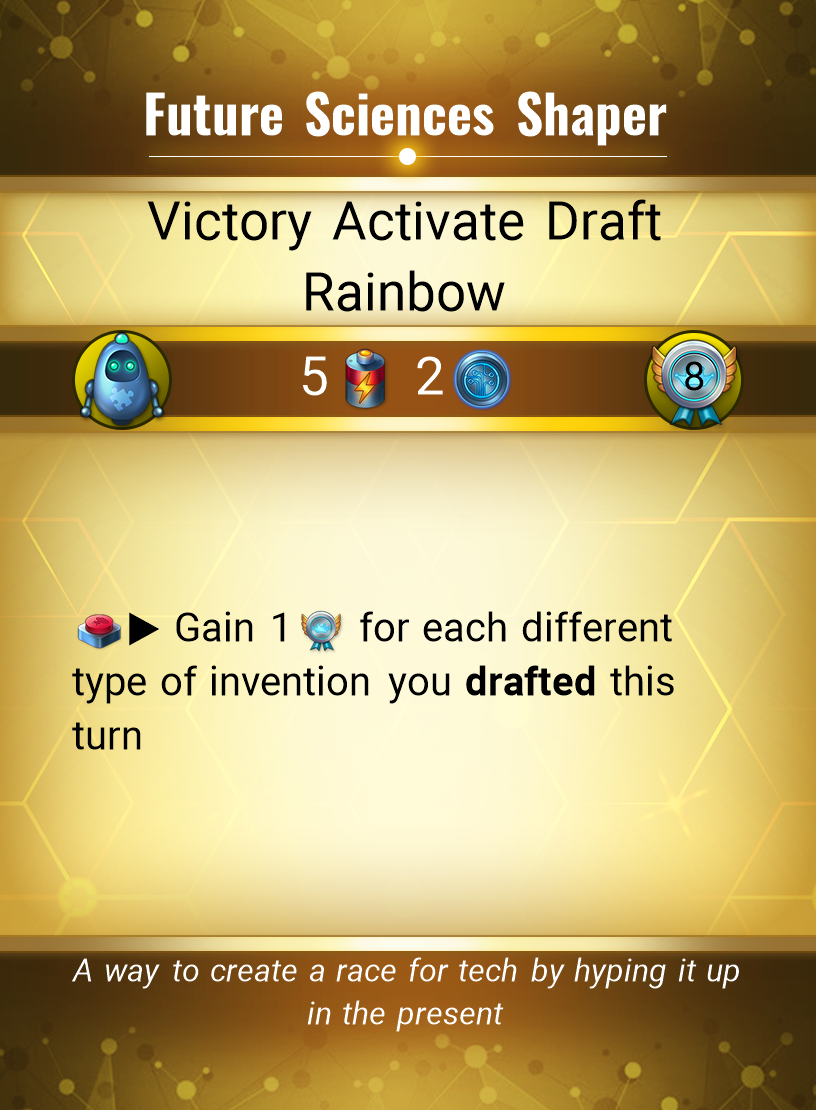 Future Sciences Shaper
Victory Activate Draft
Rainbow
5 2 8
▶ Gain 1 for each different
type of invention you drafted this
turn
A way to create a race for tech by hyping it up
in the present